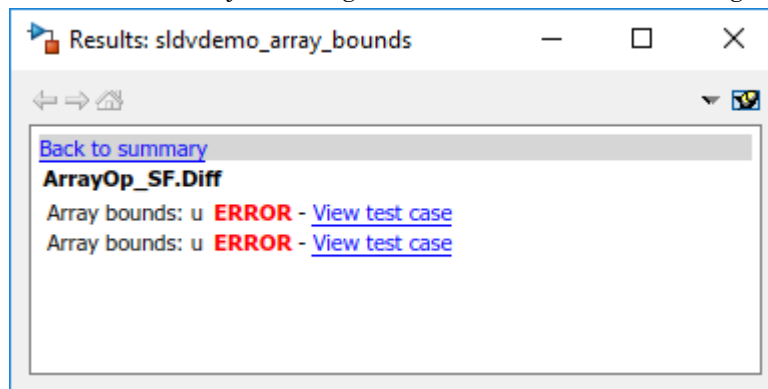 Results: sldvdemo_array_bounds
Back to summary
ArrayOp_SF.Diff
Array bounds: u ERROR - View test case
Array bounds: u ERROR - View test case